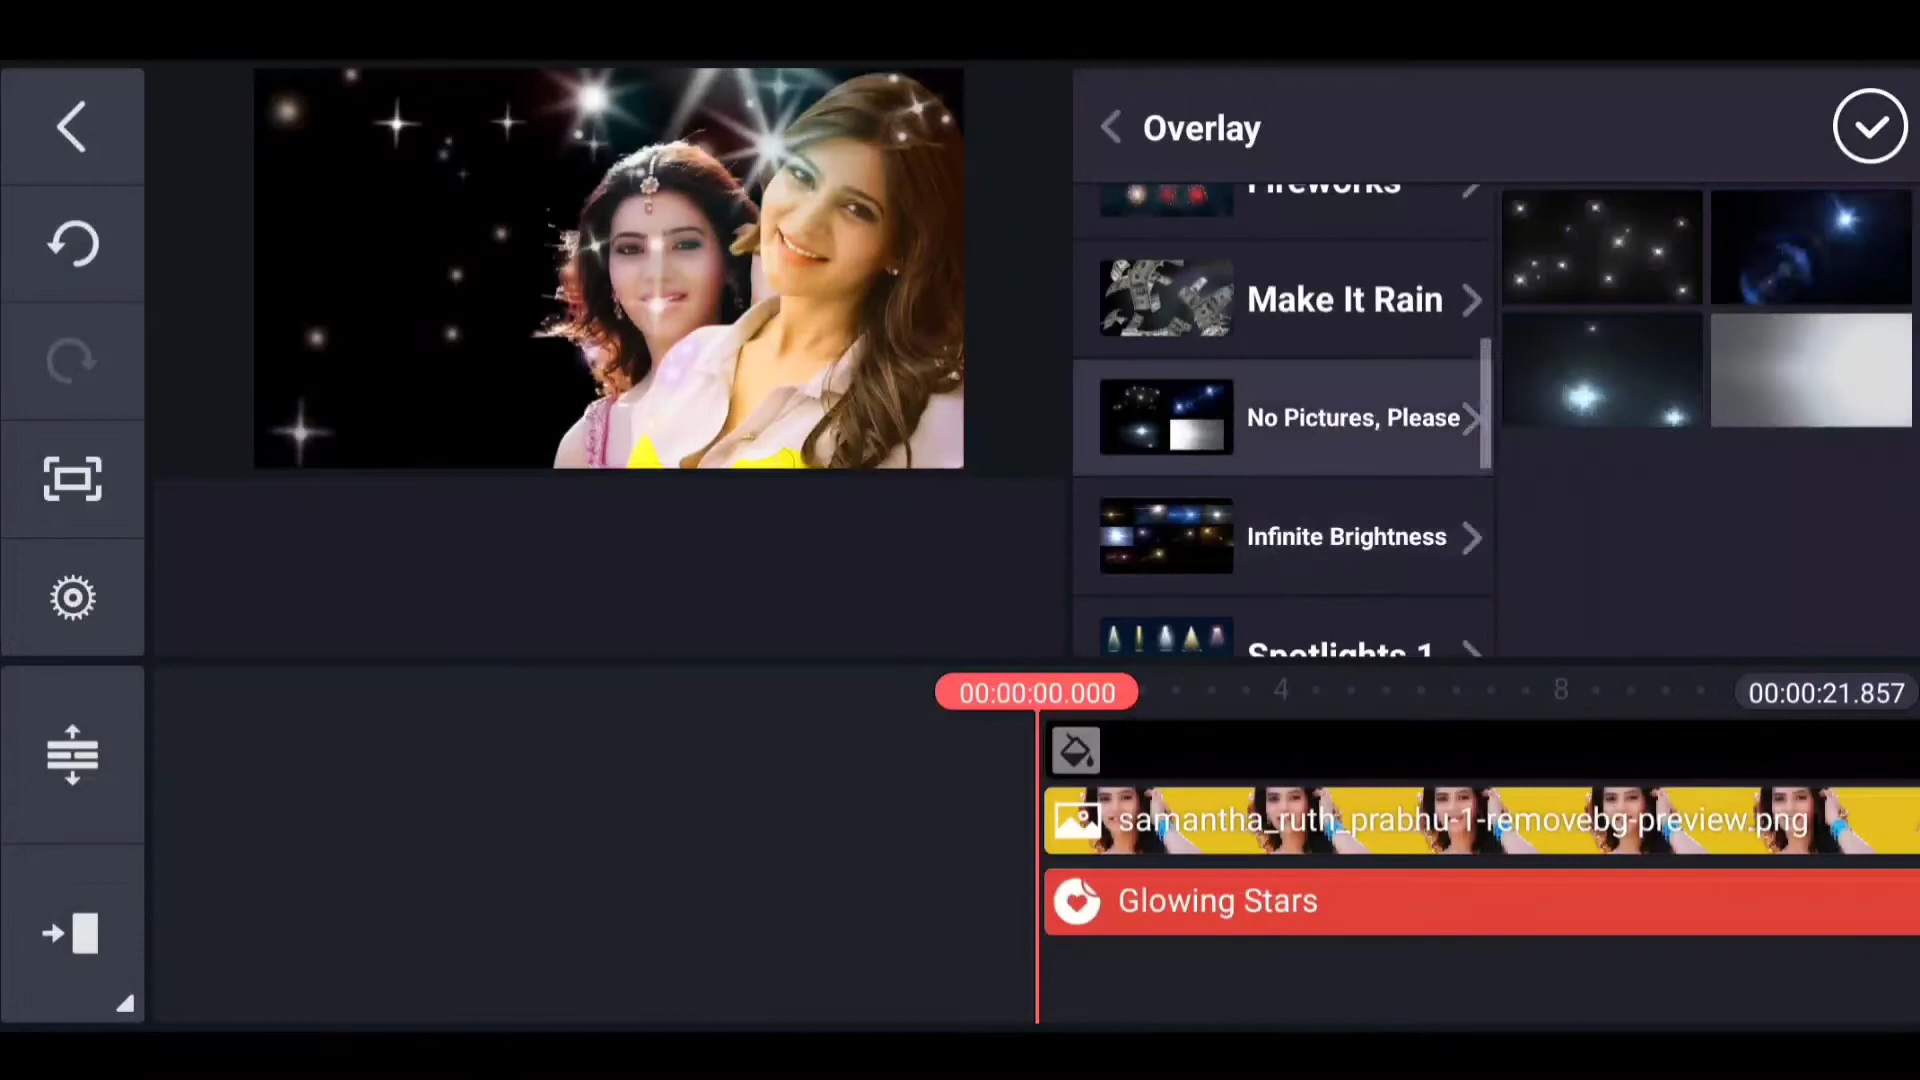 Overlay
Fireworks
Make It Rain
No Pictures, Please
Infinite Brightness
Spotlights 1
00:00:00.000
4
8
00:00:21.857
samantha_ruth_prabhu-1-removebg-preview.png
Glowing Stars